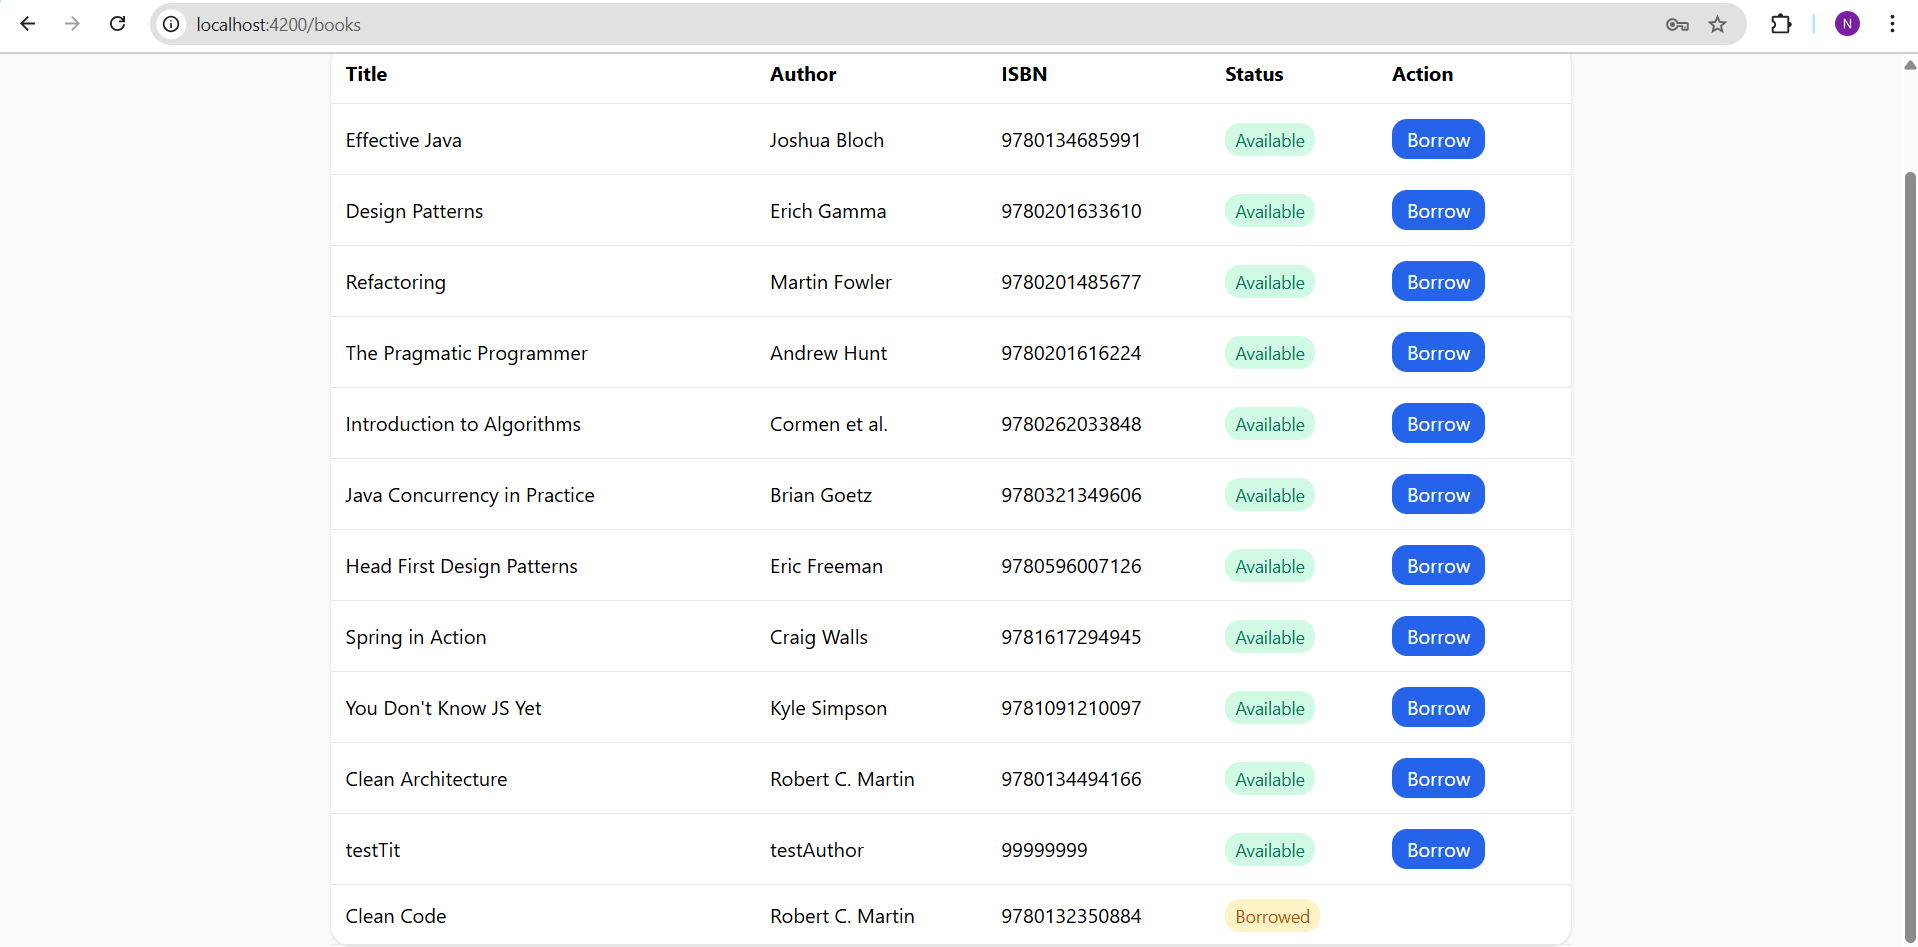 localhost:4200/books
N
Title Author ISBN Status Action
Effective Java Joshua Bloch 9780134685991 Available Borrow
Design Patterns Erich Gamma 9780201633610 Available Borrow
Refactoring Martin Fowler 9780201485677 Available Borrow
The Pragmatic Programmer Andrew Hunt 9780201616224 Available Borrow
Introduction to Algorithms Cormen et al. 9780262033848 Available Borrow
Java Concurrency in Practice Brian Goetz 9780321349606 Available Borrow
Head First Design Patterns Eric Freeman 9780596007126 Available Borrow
Spring in Action Craig Walls 9781617294945 Available Borrow
You Don't Know JS Yet Kyle Simpson 9781091210097 Available Borrow
Clean Architecture Robert C. Martin 9780134494166 Available Borrow
testTit testAuthor 99999999 Available Borrow
Clean Code Robert C. Martin 9780132350884 Borrowed